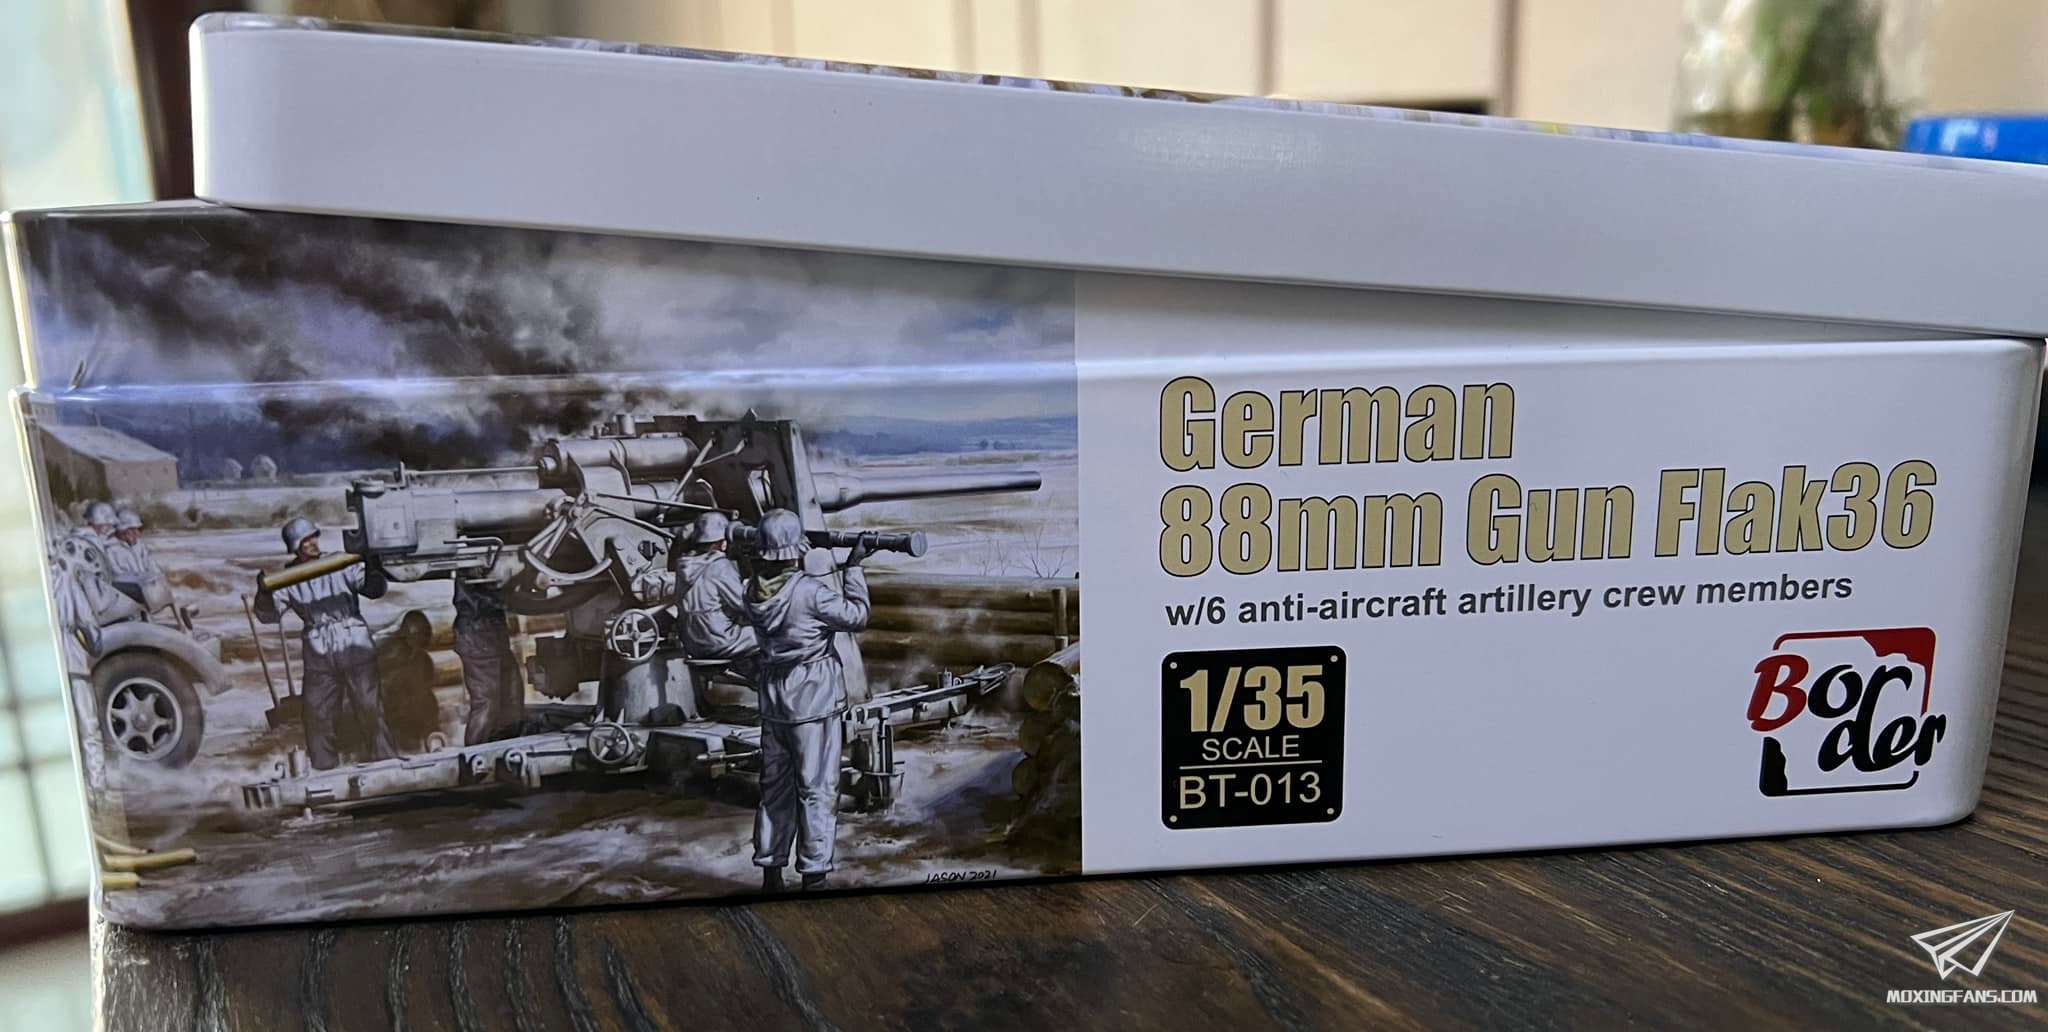 German
88mm Gun Flak36
w/6 anti-aircraft artillery crew members
1/35
SCALE
BT-013
Border
JASON 2021
MOXINGFANS.COM